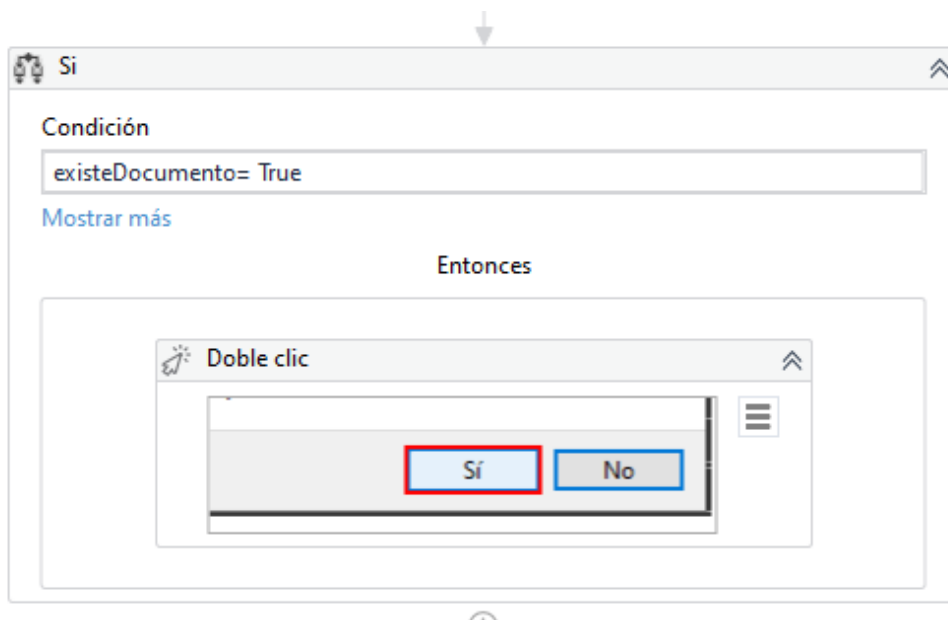 Si
Condición
existeDocumento= True
Mostrar más
Entonces
Doble clic
Sí No